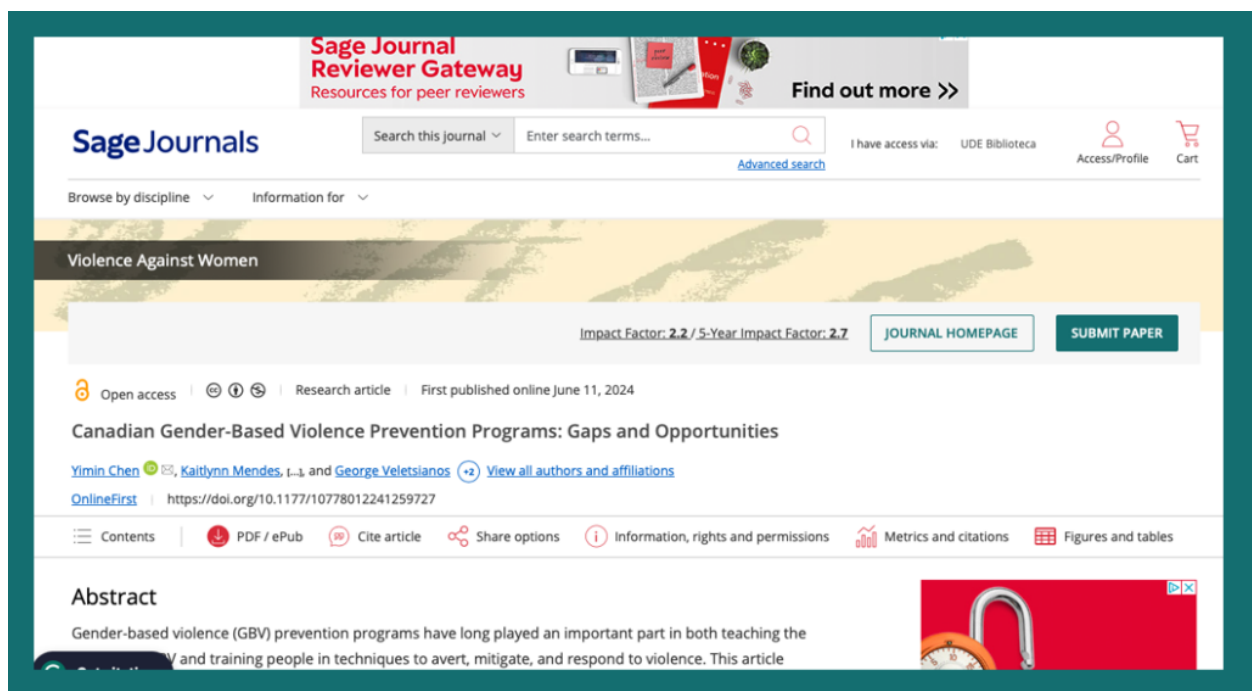 Sage Journal
Reviewer Gateway
Resources for peer reviewers
Find out more >>
Sage Journals
Search this journal
Enter search terms...
Advanced search
I have access via: UDE Biblioteca
Access/Profile
Cart
Browse by discipline
Information for
Violence Against Women
Impact Factor: 2.2 / 5-Year Impact Factor: 2.7
JOURNAL HOMEPAGE
SUBMIT PAPER
Open access
Research article
First published online June 11, 2024
Canadian Gender-Based Violence Prevention Programs: Gaps and Opportunities
Yimin Chen, Kaitlynn Mendes, [...], and George Veletsianos +2 View all authors and affiliations
OnlineFirst
https://doi.org/10.1177/10778012241259727
Contents
PDF / ePub
Cite article
Share options
Information, rights and permissions
Metrics and citations
Figures and tables
Abstract
Gender-based violence (GBV) prevention programs have long played an important part in both teaching the
and training people in techniques to avert, mitigate, and respond to violence. This article